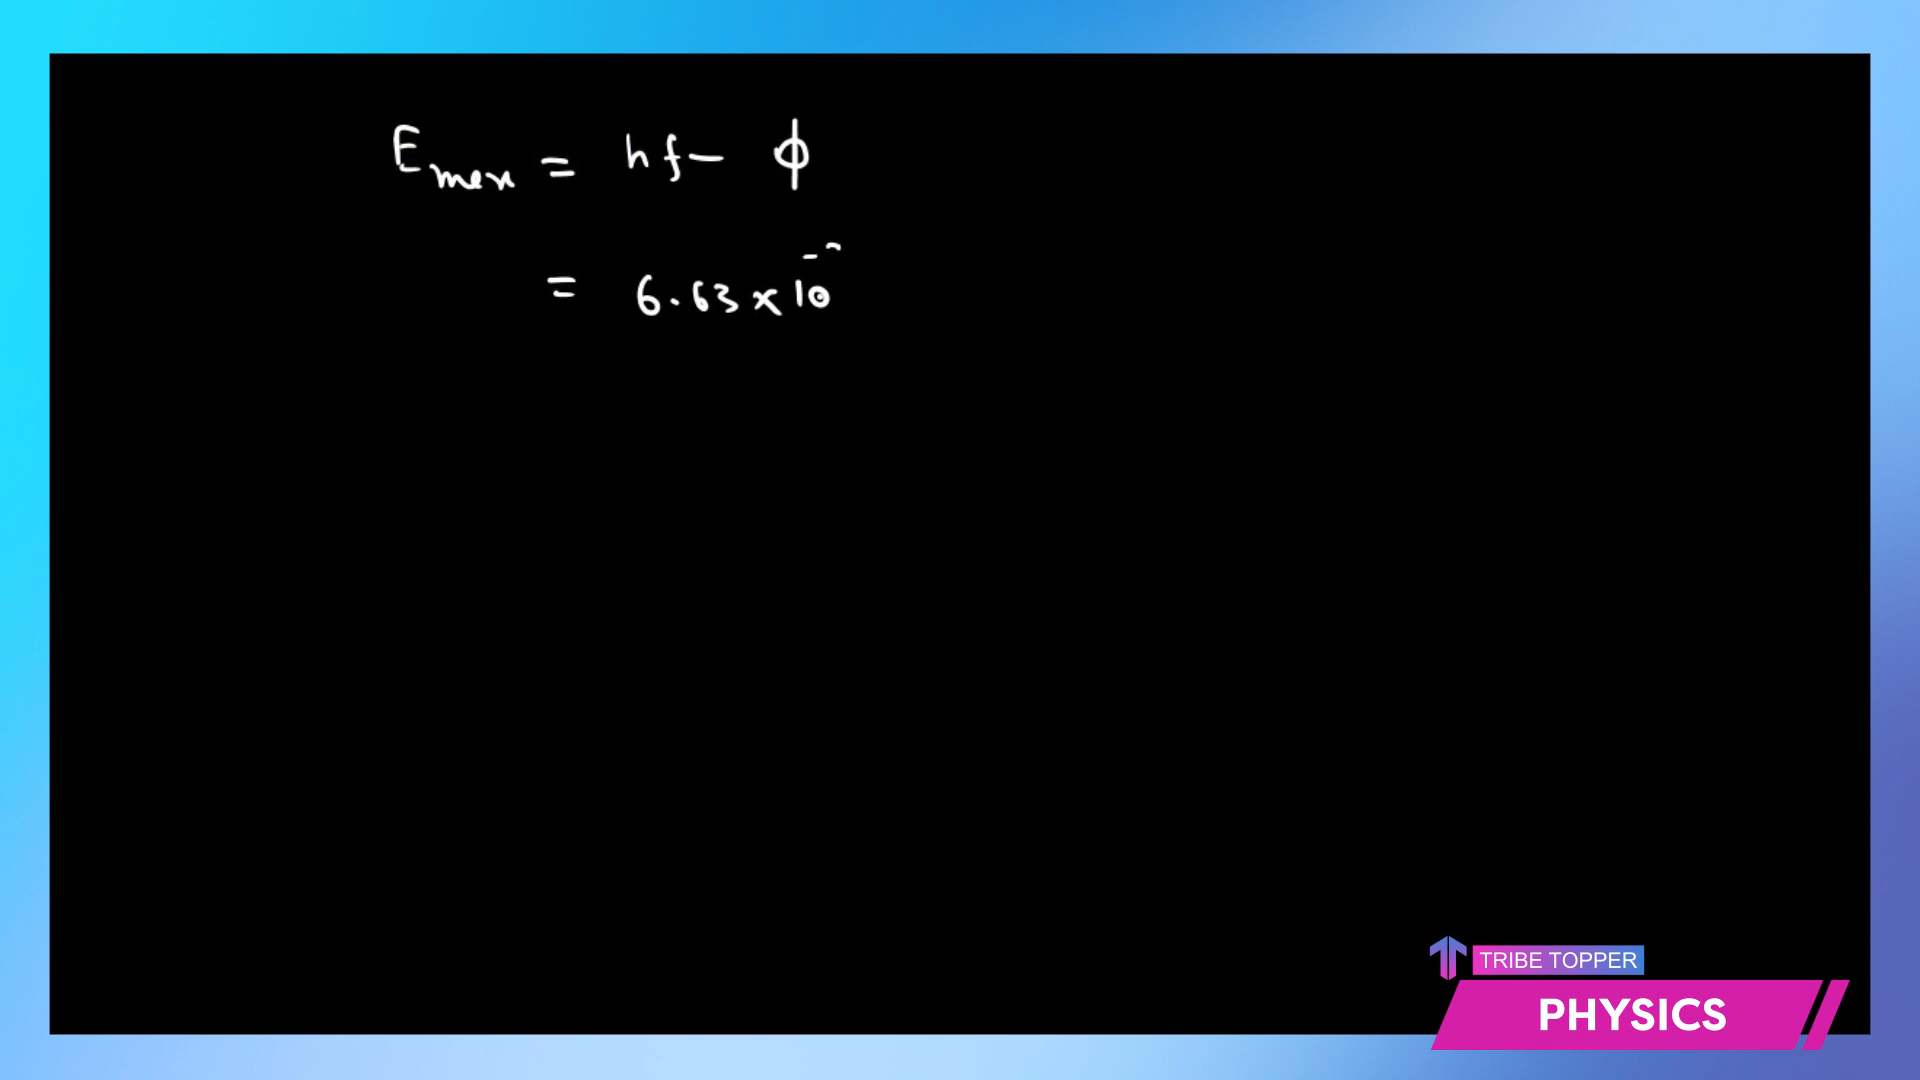 Emax = hf - ϕ
= 6.63 x 10⁻
TRIBE TOPPER
PHYSICS